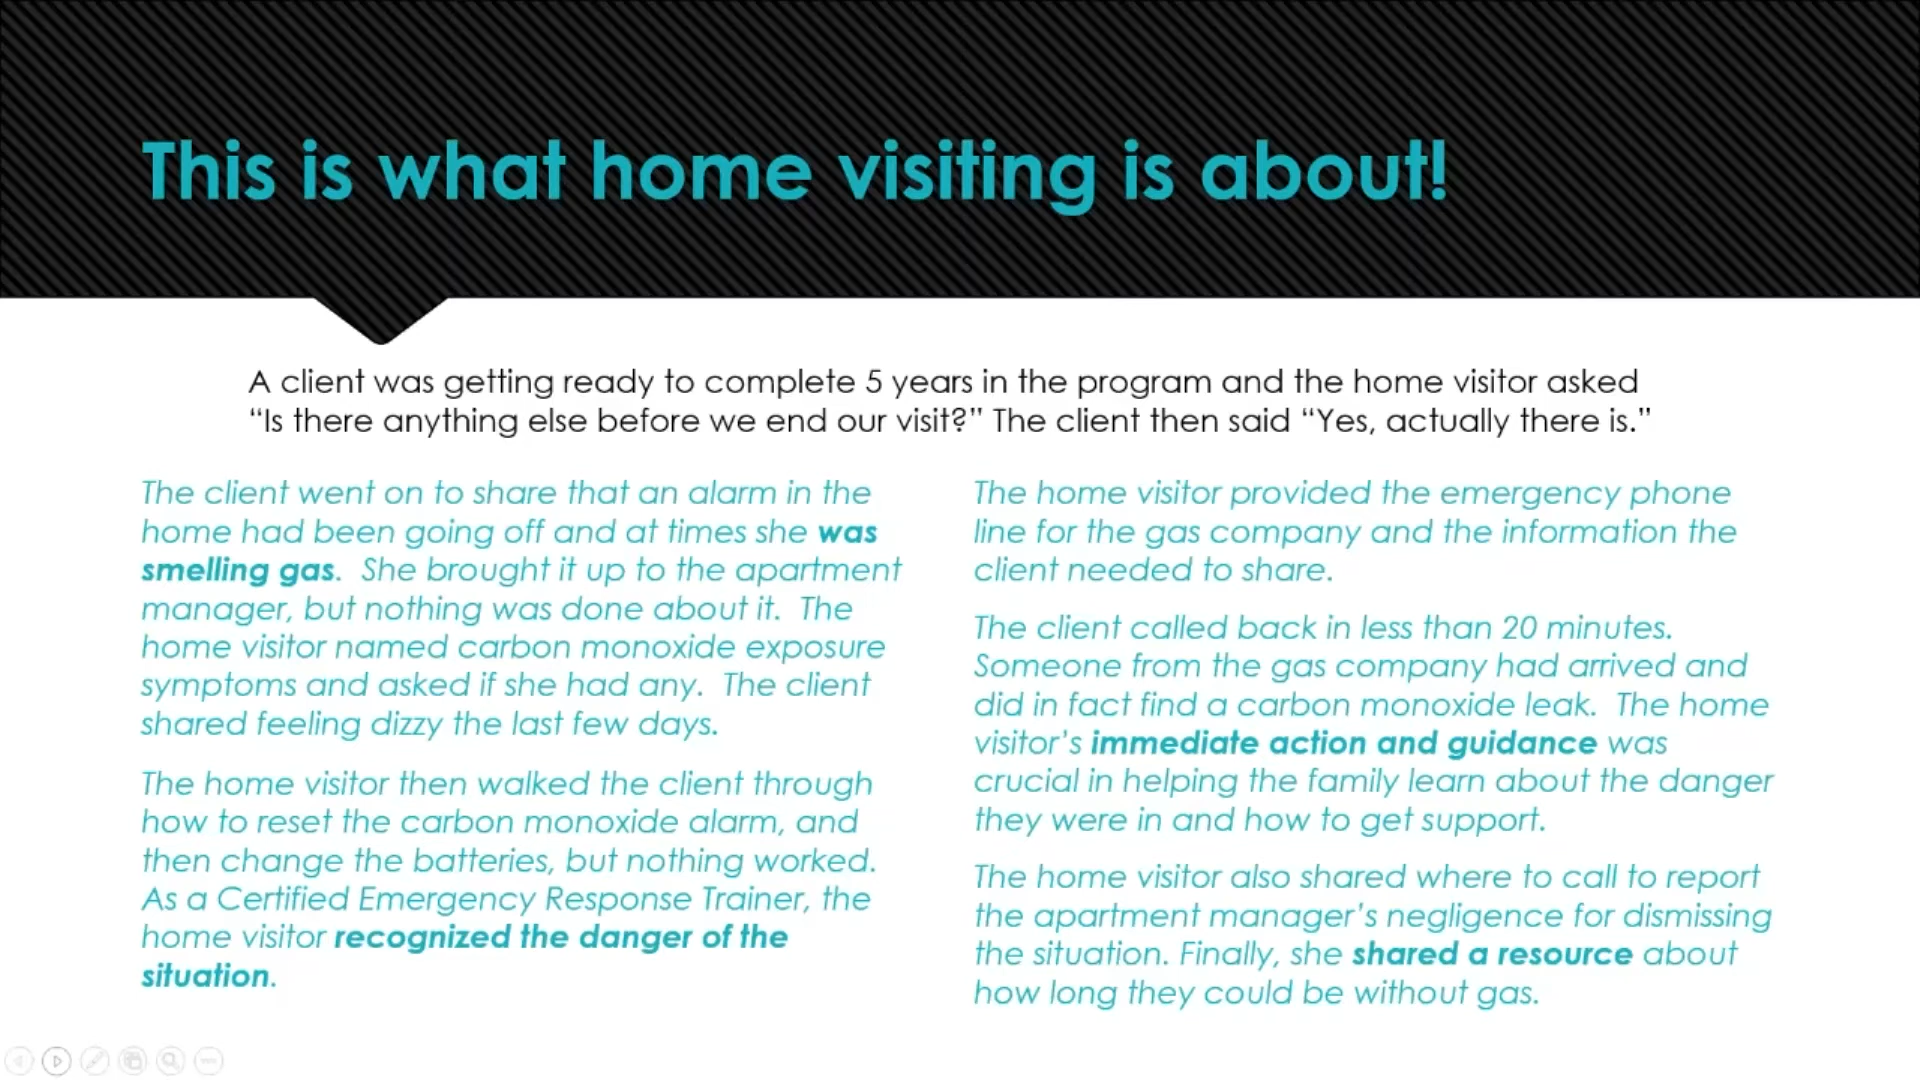 This is what home visiting is about!
A client was getting ready to complete 5 years in the program and the home visitor asked
“Is there anything else before we end our visit?” The client then said “Yes, actually there is.”
The client went on to share that an alarm in the
home had been going off and at times she was
smelling gas.  She brought it up to the apartment
manager, but nothing was done about it.  The
home visitor named carbon monoxide exposure
symptoms and asked if she had any.  The client
shared feeling dizzy the last few days.
The home visitor then walked the client through
how to reset the carbon monoxide alarm, and
then change the batteries, but nothing worked.
As a Certified Emergency Response Trainer, the
home visitor recognized the danger of the
situation.
The home visitor provided the emergency phone
line for the gas company and the information the
client needed to share.
The client called back in less than 20 minutes.
Someone from the gas company had arrived and
did in fact find a carbon monoxide leak.  The home
visitor’s immediate action and guidance was
crucial in helping the family learn about the danger
they were in and how to get support.
The home visitor also shared where to call to report
the apartment manager’s negligence for dismissing
the situation. Finally, she shared a resource about
how long they could be without gas.